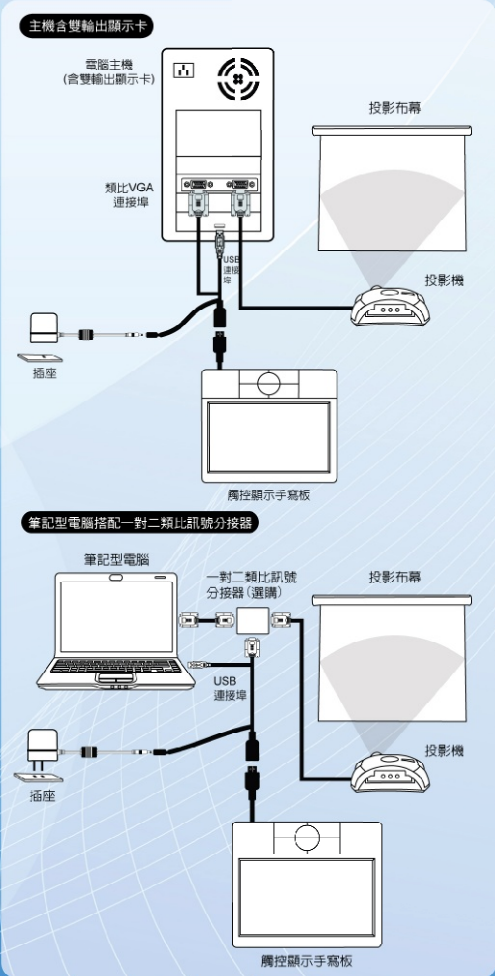 主機含雙輸出顯示卡
電腦主機
(含雙輸出顯示卡)
投影布幕
類比VGA
連接埠
USB
連接
埠
投影機
插座
觸控顯示手寫板
筆記型電腦搭配一對二類比訊號分接器
筆記型電腦
一對二類比訊號
分接器(選購)
投影布幕
USB
連接埠
投影機
插座
觸控顯示手寫板